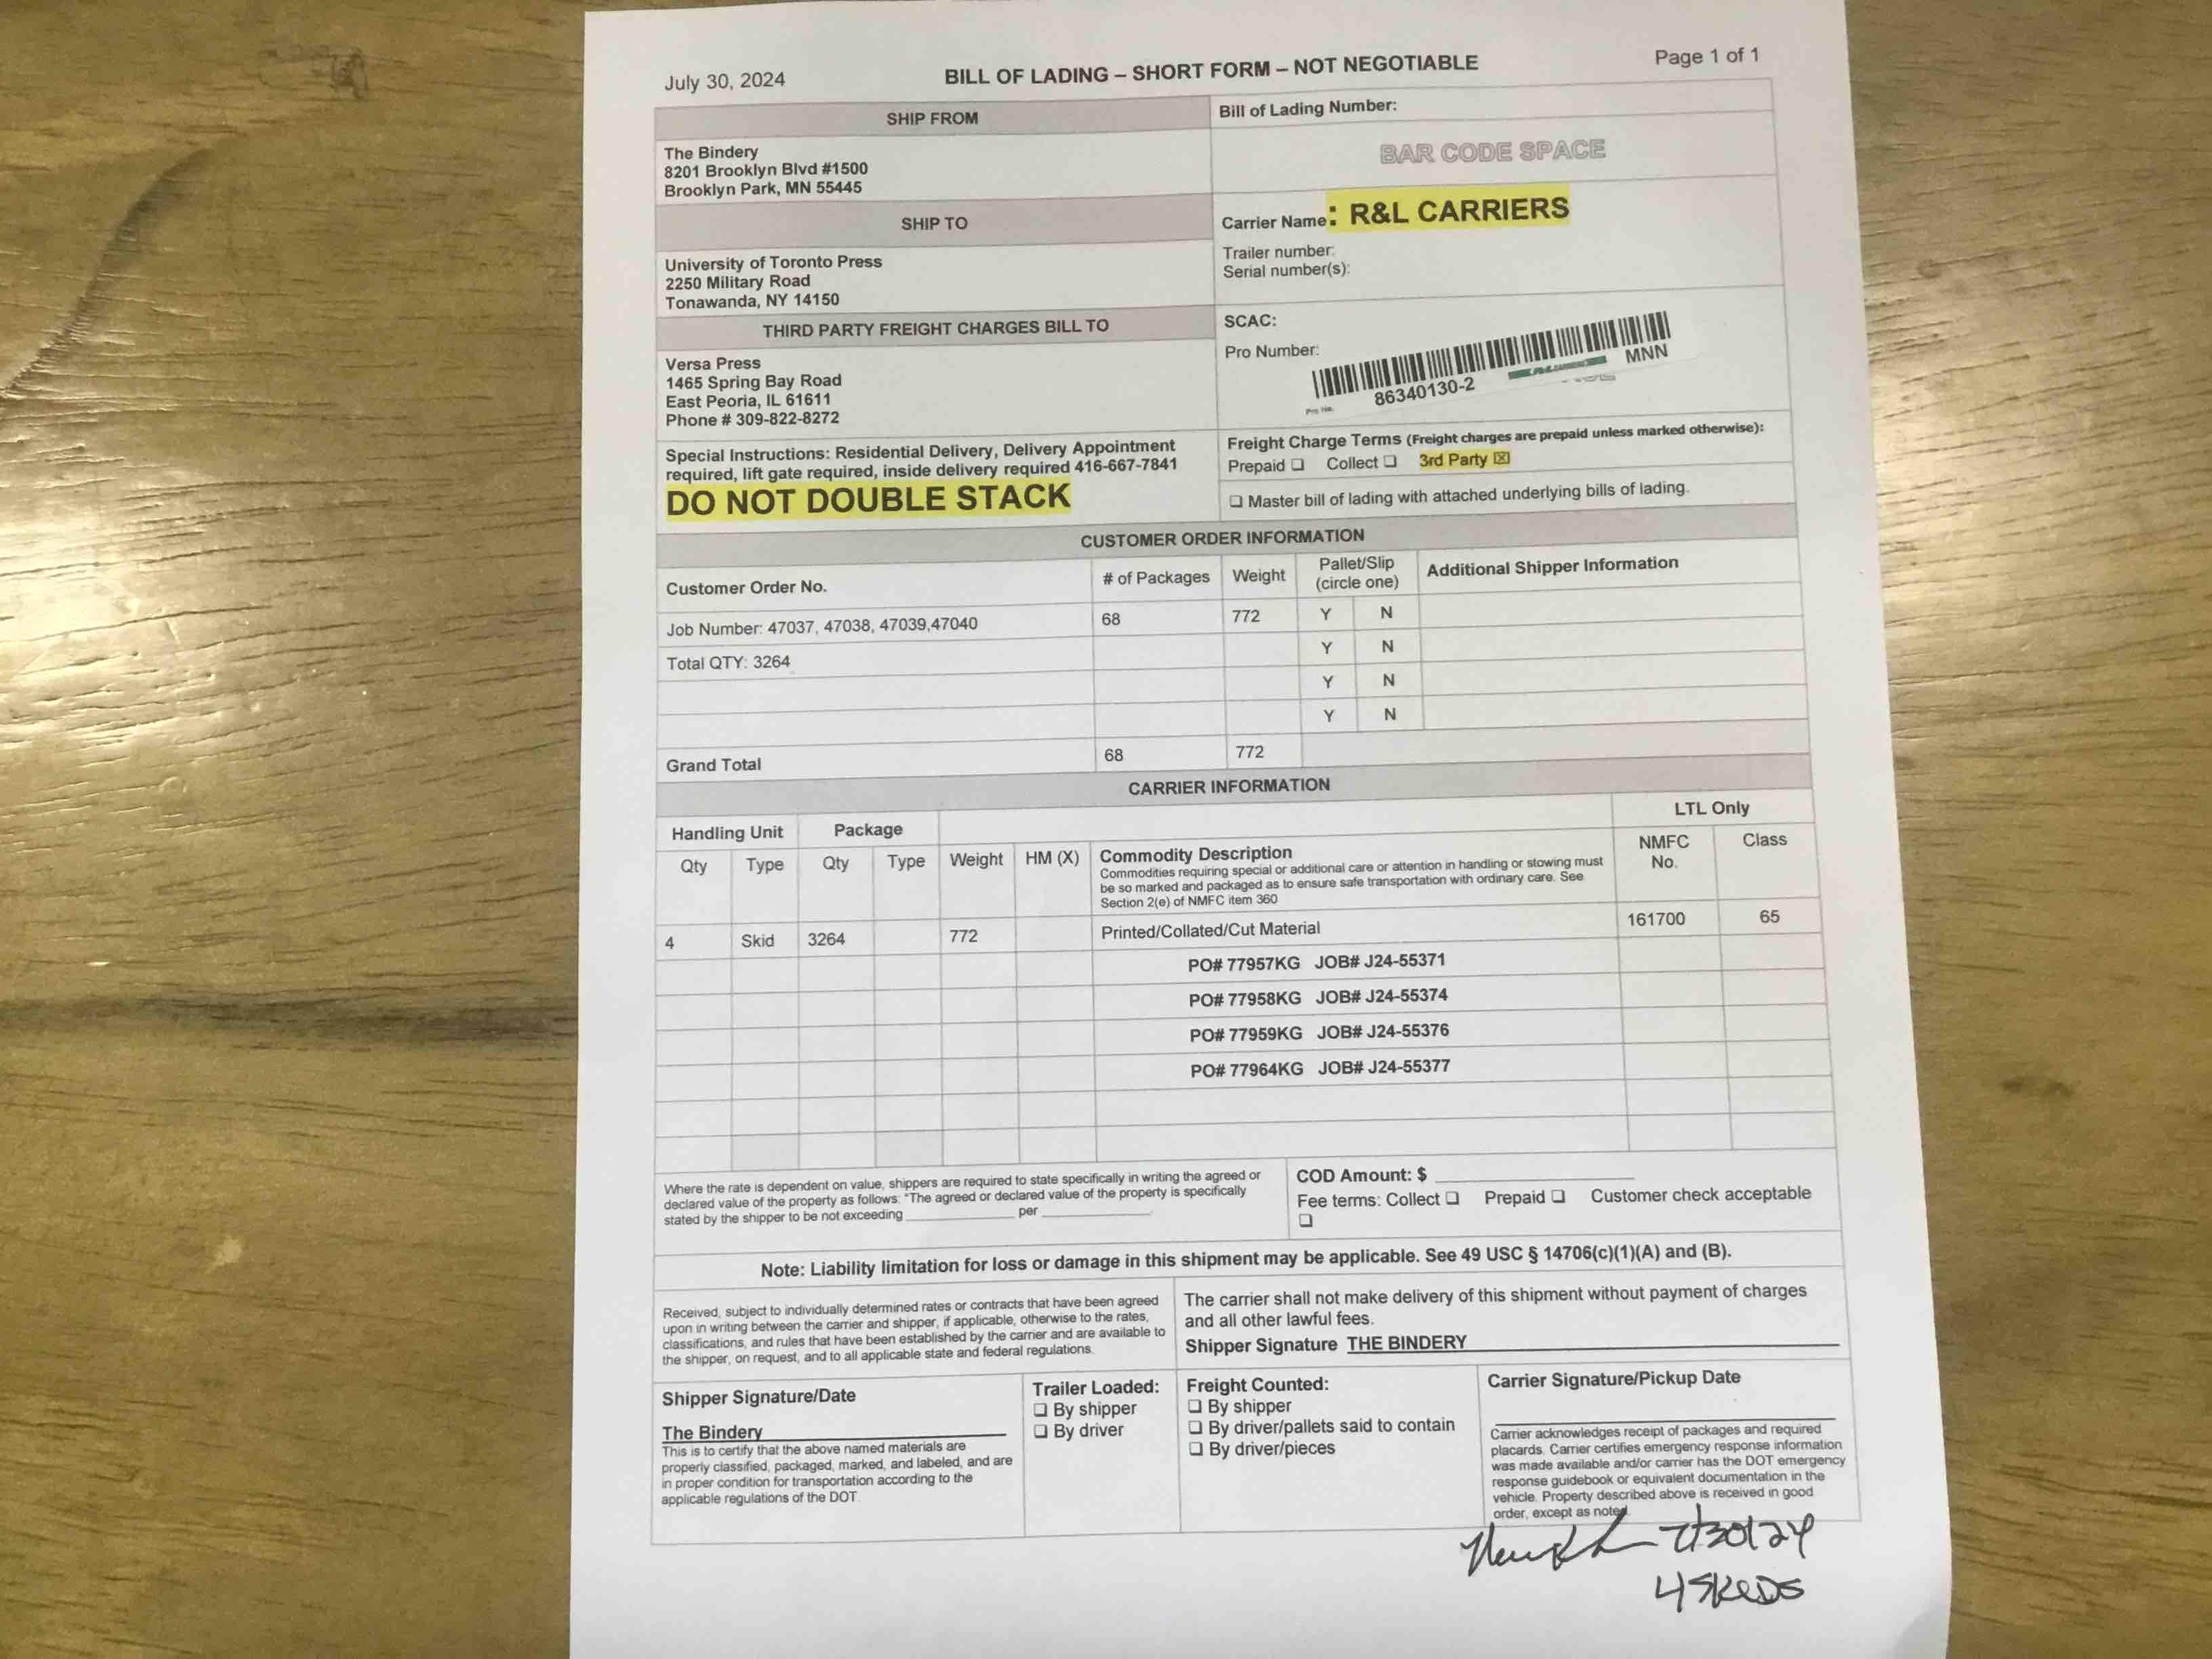 July 30, 2024
BILL OF LADING – SHORT FORM – NOT NEGOTIABLE
Page 1 of 1
SHIP FROM
The Bindery
8201 Brooklyn Blvd #1500
Brooklyn Park, MN 55445
Bill of Lading Number:
BAR CODE SPACE
SHIP TO
University of Toronto Press
2250 Military Road
Tonawanda, NY 14150
Carrier Name: R&L CARRIERS
Trailer number:
Serial number(s):
THIRD PARTY FREIGHT CHARGES BILL TO
Versa Press
1465 Spring Bay Road
East Peoria, IL 61611
Phone # 309-822-8272
SCAC:
Pro Number:
Pro No.
86340130-2
MNN
Special Instructions: Residential Delivery, Delivery Appointment
required, lift gate required, inside delivery required 416-667-7841
DO NOT DOUBLE STACK
Freight Charge Terms (Freight charges are prepaid unless marked otherwise):
Prepaid ❑ Collect ❑ 3rd Party ☒
❑ Master bill of lading with attached underlying bills of lading.
CUSTOMER ORDER INFORMATION
Customer Order No. # of Packages Weight Pallet/Slip (circle one) Additional Shipper Information
Job Number: 47037, 47038, 47039,47040 68 772 Y N
Total QTY: 3264 Y N
Y N
Y N
Grand Total 68 772
CARRIER INFORMATION
Handling Unit Package LTL Only
Qty Type Qty Type Weight HM (X) Commodity Description NMFC No. Class
Commodities requiring special or additional care or attention in handling or stowing must
be so marked and packaged as to ensure safe transportation with ordinary care. See
Section 2(e) of NMFC item 360
4 Skid 3264 772 Printed/Collated/Cut Material 161700 65
PO# 77957KG JOB# J24-55371
PO# 77958KG JOB# J24-55374
PO# 77959KG JOB# J24-55376
PO# 77964KG JOB# J24-55377
Where the rate is dependent on value, shippers are required to state specifically in writing the agreed or
declared value of the property as follows: "The agreed or declared value of the property is specifically
stated by the shipper to be not exceeding ____ per ____.
COD Amount: $ ____
Fee terms: Collect ❑ Prepaid ❑ Customer check acceptable
❑
Note: Liability limitation for loss or damage in this shipment may be applicable. See 49 USC § 14706(c)(1)(A) and (B).
Received, subject to individually determined rates or contracts that have been agreed
upon in writing between the carrier and shipper, if applicable, otherwise to the rates,
classifications, and rules that have been established by the carrier and are available to
the shipper, on request, and to all applicable state and federal regulations.
The carrier shall not make delivery of this shipment without payment of charges
and all other lawful fees.
Shipper Signature THE BINDERY
Shipper Signature/Date
The Bindery
This is to certify that the above named materials are
properly classified, packaged, marked, and labeled, and are
in proper condition for transportation according to the
applicable regulations of the DOT.
Trailer Loaded:
❑ By shipper
❑ By driver
Freight Counted:
❑ By shipper
❑ By driver/pallets said to contain
❑ By driver/pieces
Carrier Signature/Pickup Date
Carrier acknowledges receipt of packages and required
placards. Carrier certifies emergency response information
was made available and/or carrier has the DOT emergency
response guidebook or equivalent documentation in the
vehicle. Property described above is received in good
order, except as noted.
7/30/24
4 SKIDS